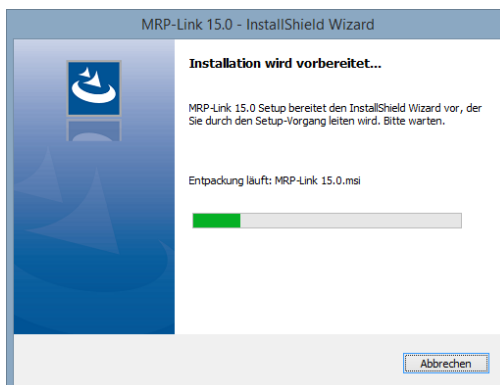 MRP-Link 15.0 - InstallShield Wizard
Installation wird vorbereitet...
MRP-Link 15.0 Setup bereitet den InstallShield Wizard vor, der
Sie durch den Setup-Vorgang leiten wird. Bitte warten.
Entpackung läuft: MRP-Link 15.0.msi
Abbrechen